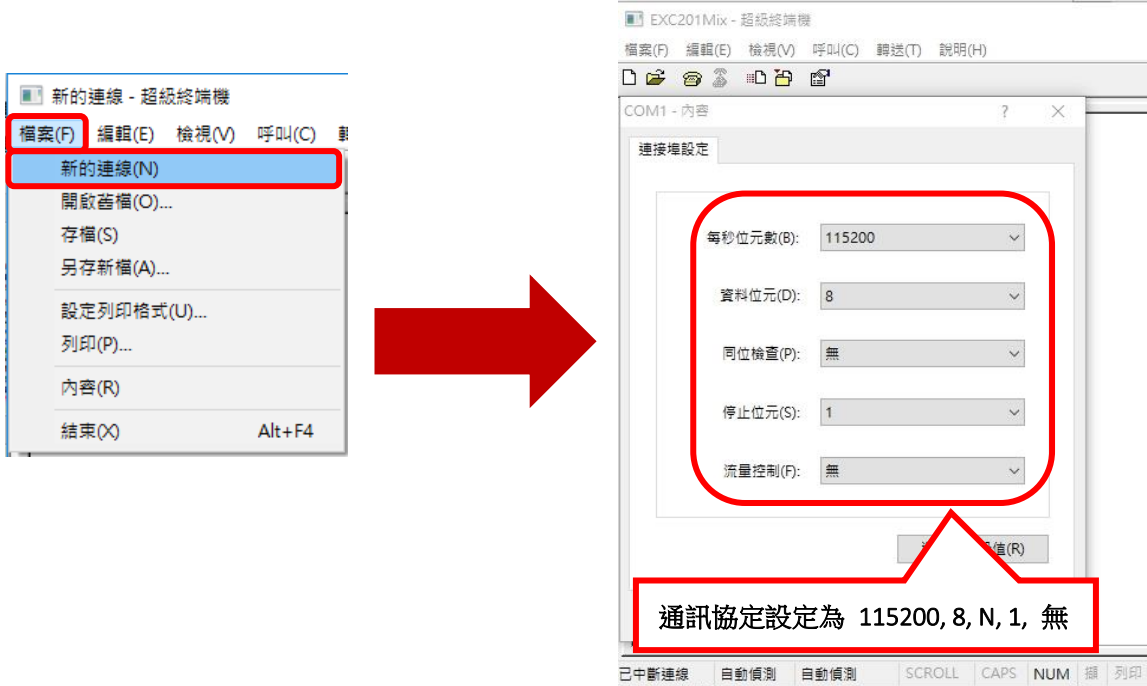 新的連線 - 超級終端機
檔案(F) 編輯(E) 檢視(V) 呼叫(C)
新的連線(N)
開啟舊檔(O)...
存檔(S)
另存新檔(A)...
設定列印格式(U)...
列印(P)...
內容(R)
結束(X) Alt+F4
EXC201Mix - 超級終端機
檔案(F) 編輯(E) 檢視(V) 呼叫(C) 轉送(T) 說明(H)
COM1 - 內容 ?
連接埠設定
每秒位元數(B): 115200
資料位元(D): 8
同位檢查(P): 無
停止位元(S): 1
流量控制(F): 無
值(R)
通訊協定設定為 115200, 8, N, 1, 無
已中斷連線 自動偵測 自動偵測 SCROLL CAPS NUM 擷 列印